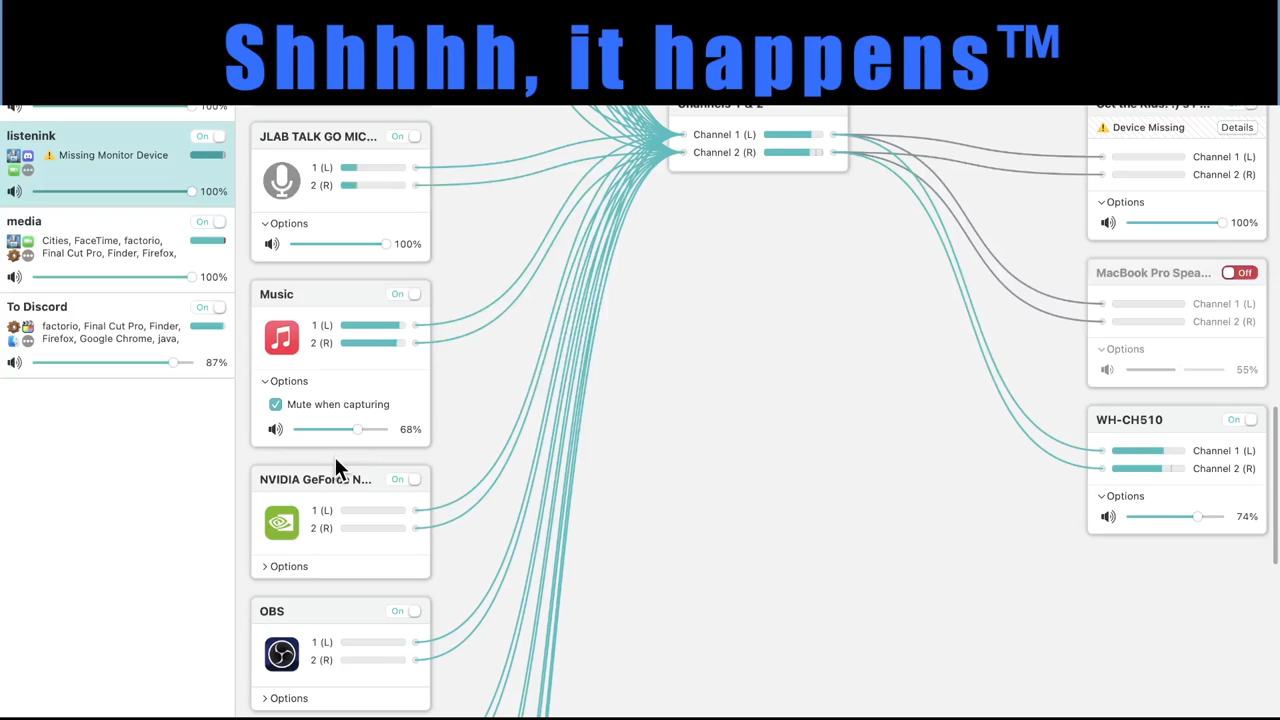 Shhhhh, it happens™
100%
listenink
On
Missing Monitor Device
100%
media
On
Cities, FaceTime, factorio,
Final Cut Pro, Finder, Firefox,
100%
To Discord
On
factorio, Final Cut Pro, Finder,
Firefox, Google Chrome, java,
87%
JLAB TALK GO MIC...
On
1 (L)
2 (R)
Options
100%
Music
On
1 (L)
2 (R)
Options
Mute when capturing
68%
NVIDIA GeForce N...
On
1 (L)
2 (R)
Options
OBS
On
1 (L)
2 (R)
Options
Channels 1 & 2
Channel 1 (L)
Channel 2 (R)
Device Missing
Details
Channel 1 (L)
Channel 2 (R)
Options
100%
MacBook Pro Spea...
Off
Channel 1 (L)
Channel 2 (R)
Options
55%
WH-CH510
On
Channel 1 (L)
Channel 2 (R)
Options
74%